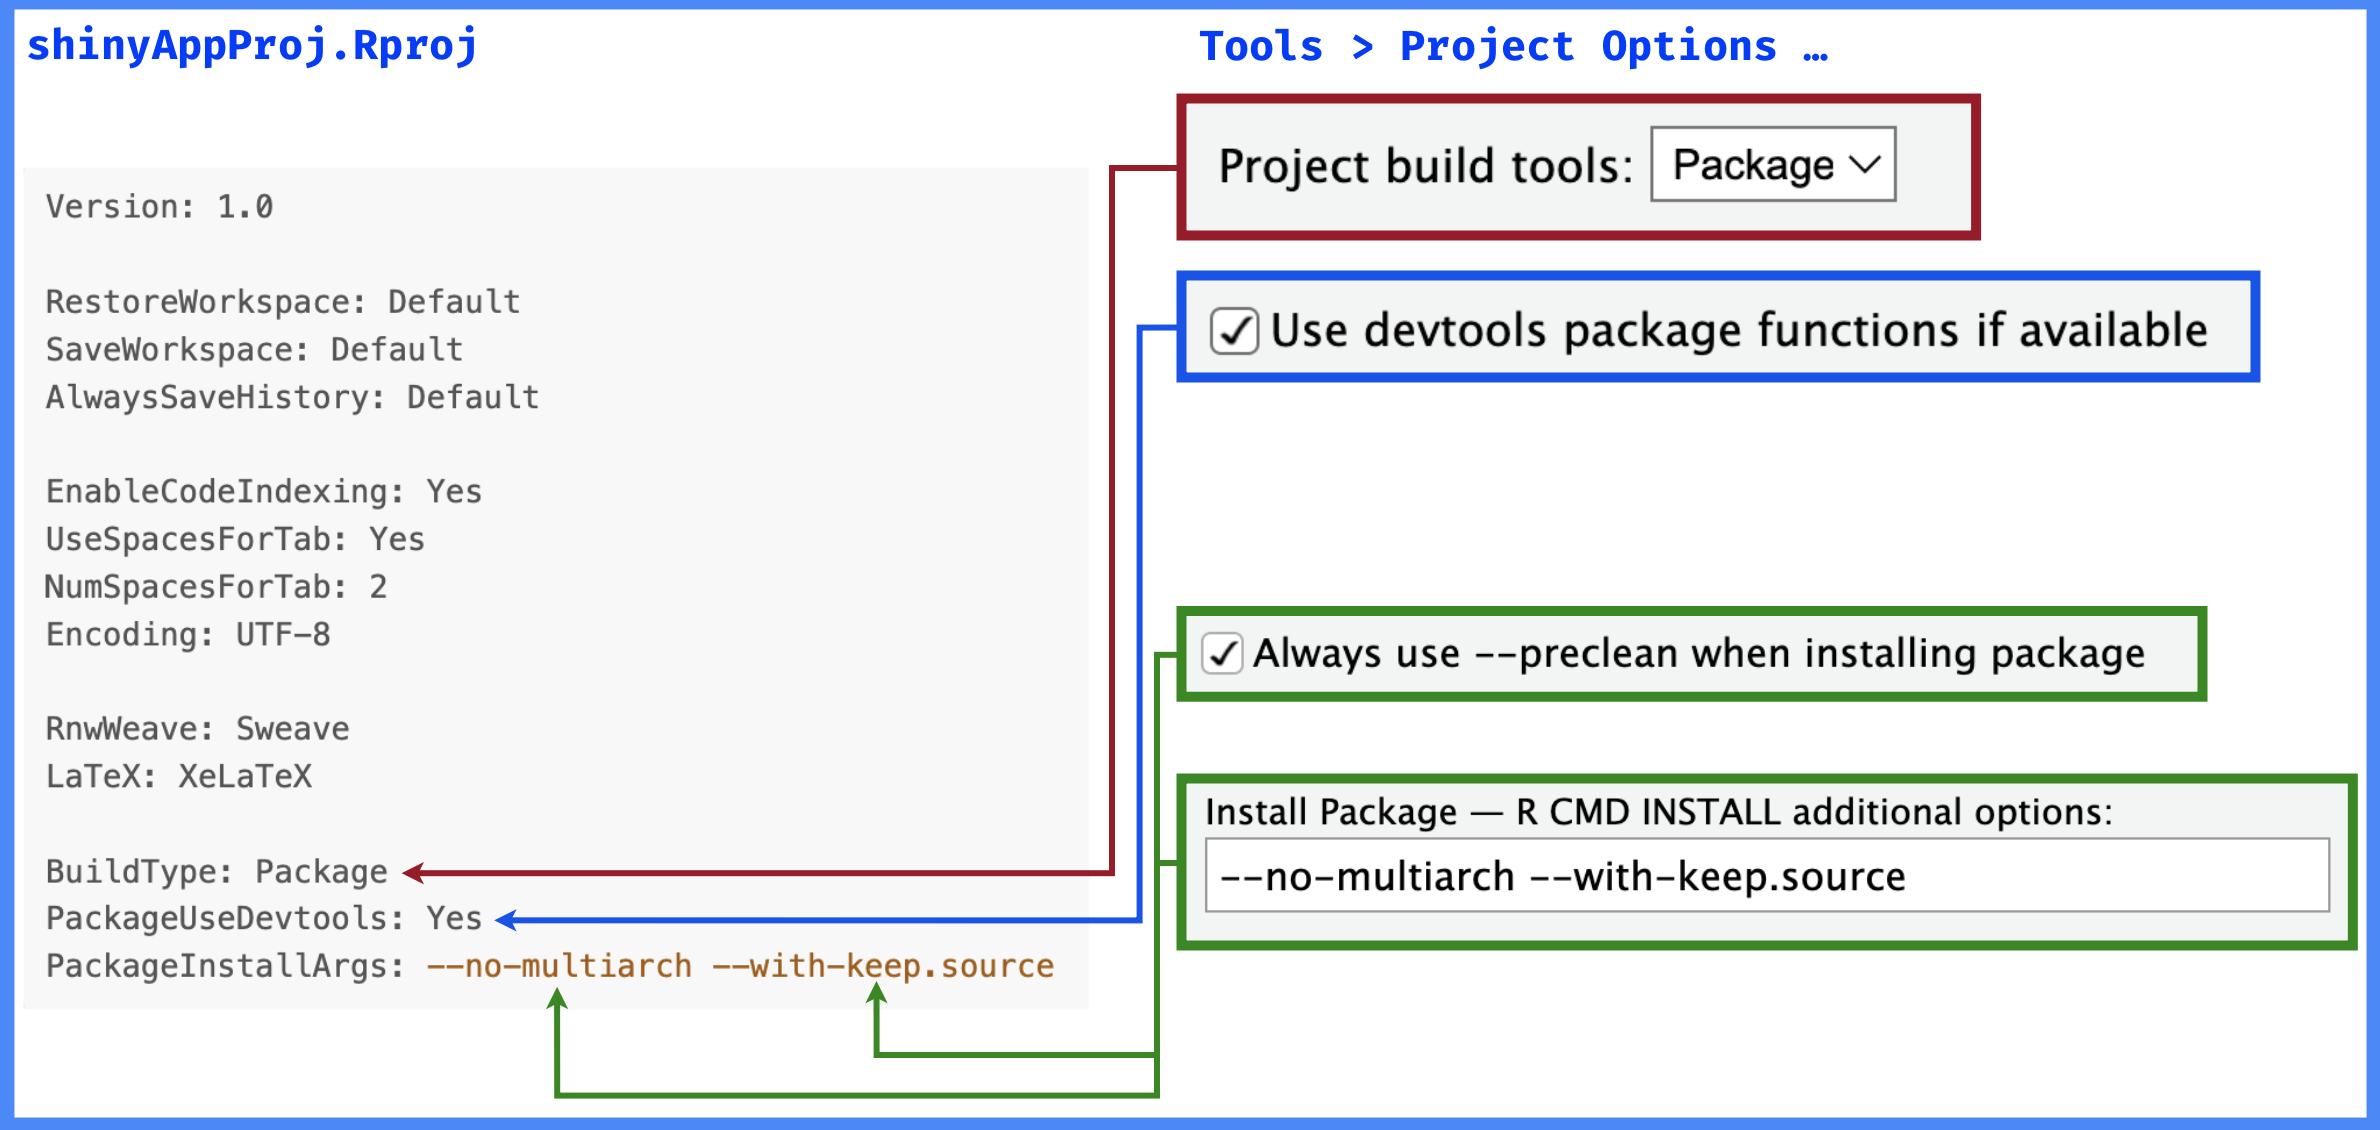 shinyAppProj.Rproj
Version: 1.0
RestoreWorkspace: Default
SaveWorkspace: Default
AlwaysSaveHistory: Default
EnableCodeIndexing: Yes
UseSpacesForTab: Yes
NumSpacesForTab: 2
Encoding: UTF-8
RnwWeave: Sweave
LaTeX: XeLaTeX
BuildType: Package
PackageUseDevtools: Yes
PackageInstallArgs: --no-multiarch --with-keep.source
Tools > Project Options …
Project build tools: Package
Use devtools package functions if available
Always use --preclean when installing package
Install Package — R CMD INSTALL additional options:
--no-multiarch --with-keep.source